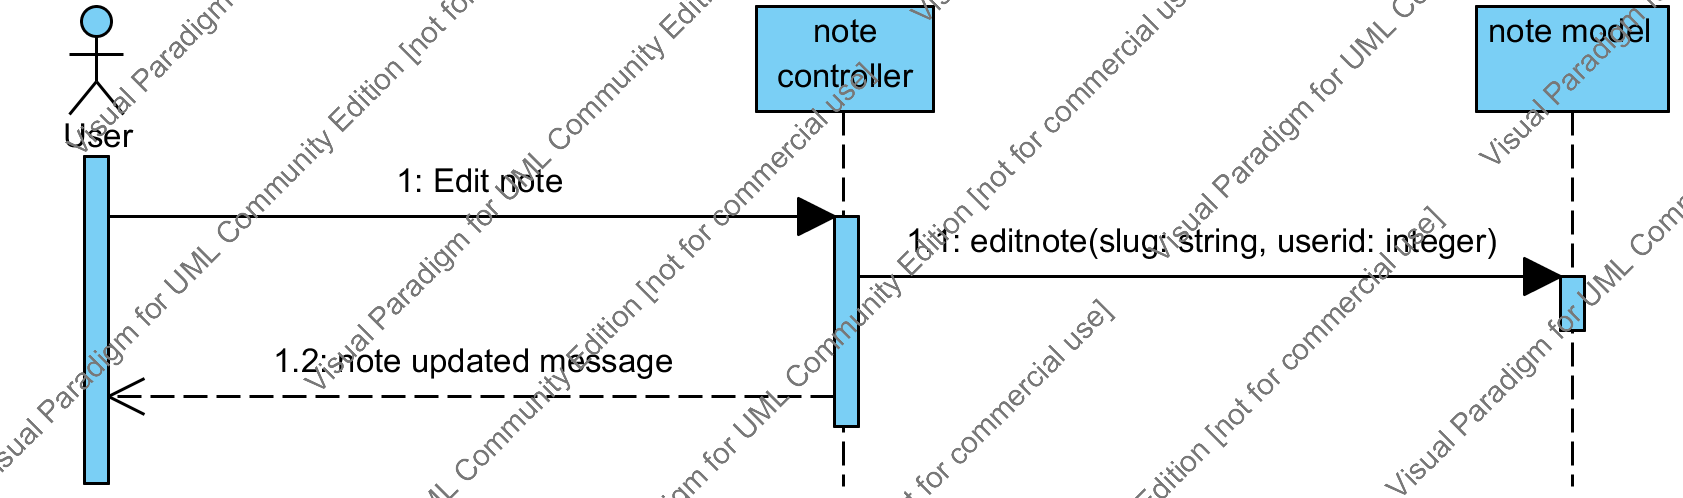 note
controller
note model
User
1: Edit note
1.1: editnote(slug: string, userid: integer)
1.2: note updated message
Visual Paradigm for UML Community Edition [not for commercial use]